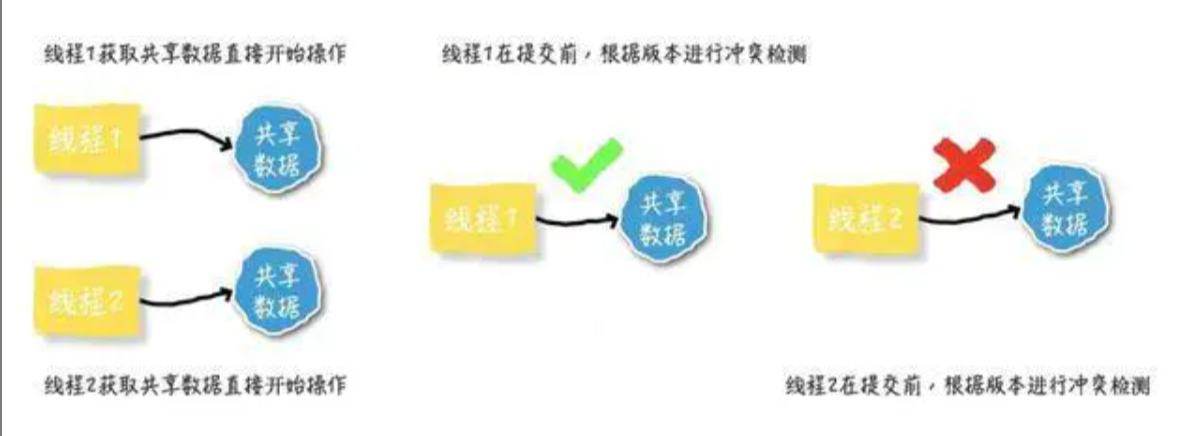 线程1获取共享数据直接开始操作
线程1在提交前，根据版本进行冲突检测
线程1
共享
数据
线程1
共享
数据
线程2
共享
数据
线程2
共享
数据
线程2获取共享数据直接开始操作
线程2在提交前，根据版本进行冲突检测